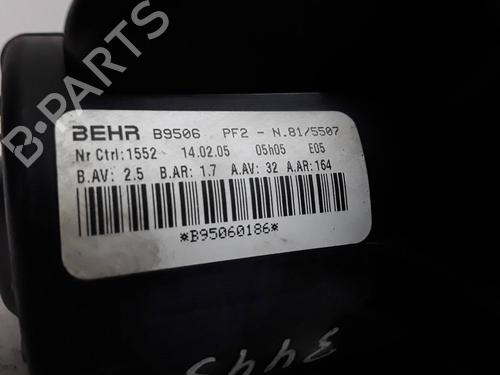 BEHR B9506 PF2 - N.81/5507
Nr Ctrl:1552 14.02.05 05h05 E05
B.AV: 2.5 B.AR: 1.7 A.AV: 32 A.AR:164
*B95060186*
B-PARTS